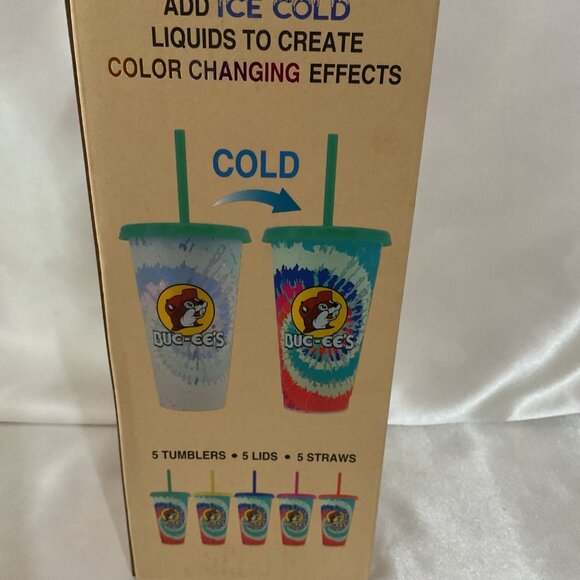 ADD ICE COLD
LIQUIDS TO CREATE
COLOR CHANGING EFFECTS
COLD
BUC-EE'S BUC-EE'S
5 TUMBLERS • 5 LIDS • 5 STRAWS